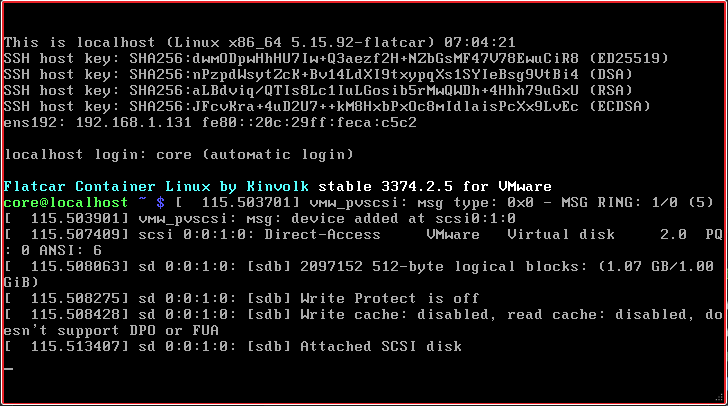 This is localhost (Linux x86_64 5.15.92-flatcar) 07:04:21
SSH host key: SHA256:dwmODpwHhHU7Iw+Q3aezf2H+NZbGsMF47V78EwuCiR8 (ED25519)
SSH host key: SHA256:nPzpdWsytZcK+Bv14LdXI9txypqXs1SYIeBsg9VtBi4 (DSA)
SSH host key: SHA256:aLBdviq/QTIs8Lc1IuLGosib5rMwQWDh+4Hhh79uGxU (RSA)
SSH host key: SHA256:JFcvKra+4uD2U7++kM8HxbPxOc8mIdlaisPcXx9LvEc (ECDSA)
ens192: 192.168.1.131 fe80::20c:29ff:feca:c5c2
localhost login: core (automatic login)
Flatcar Container Linux by Kinvolk stable 3374.2.5 for VMware
core@localhost ~ $ [  115.503701] vmw_pvscsi: msg type: 0x0 - MSG RING: 1/0 (5)
[  115.503901] vmw_pvscsi: msg: device added at scsi0:1:0
[  115.507409] scsi 0:0:1:0: Direct-Access     VMware   Virtual disk     2.0  PQ
: 0 ANSI: 6
[  115.508063] sd 0:0:1:0: [sdb] 2097152 512-byte logical blocks: (1.07 GB/1.00
GiB)
[  115.508275] sd 0:0:1:0: [sdb] Write Protect is off
[  115.508428] sd 0:0:1:0: [sdb] Write cache: disabled, read cache: disabled, do
esn't support DPO or FUA
[  115.513407] sd 0:0:1:0: [sdb] Attached SCSI disk